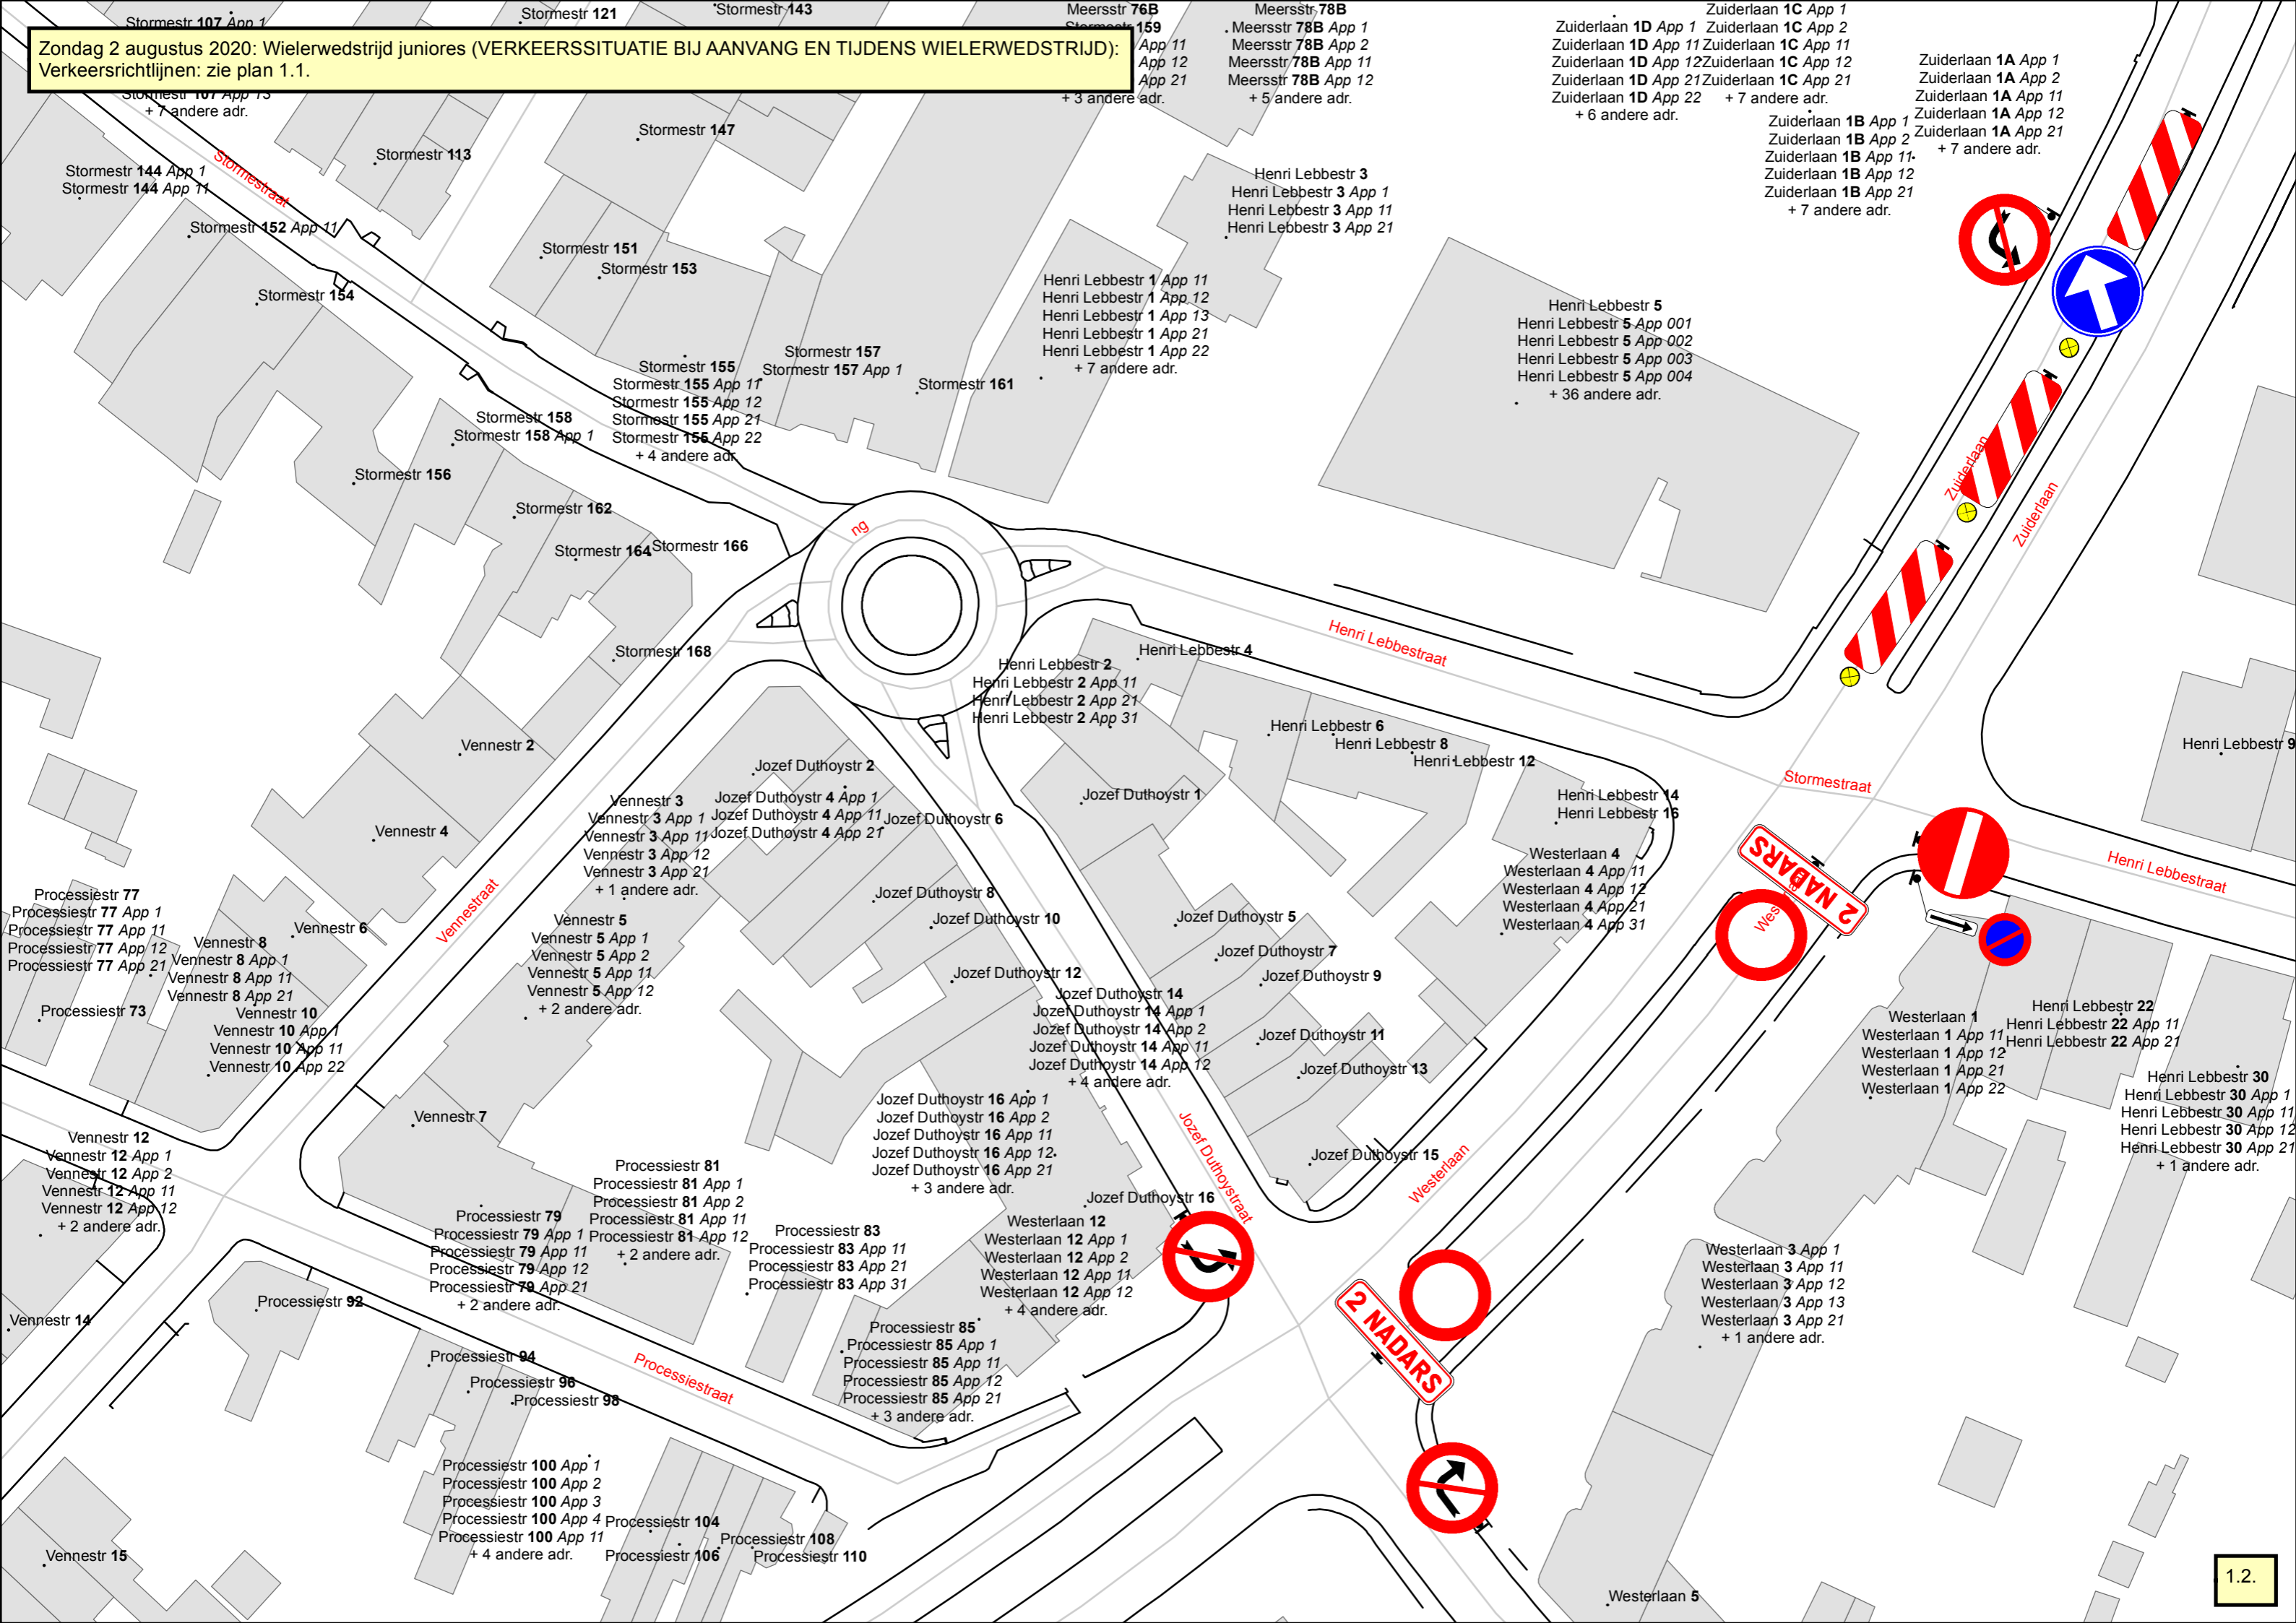 Stormestr 107 App 1
Stormestr 121
Stormestr 143
Meersstr 76B
Stormestr 159
App 11
App 12
App 21
+ 3 andere adr.
Meersstr 78B
Meersstr 78B App 1
Meersstr 78B App 2
Meersstr 78B App 11
Meersstr 78B App 12
+ 5 andere adr.
Zuiderlaan 1D App 1
Zuiderlaan 1D App 11
Zuiderlaan 1D App 12
Zuiderlaan 1D App 21
Zuiderlaan 1D App 22
+ 6 andere adr.
Zuiderlaan 1C App 1
Zuiderlaan 1C App 2
Zuiderlaan 1C App 11
Zuiderlaan 1C App 12
Zuiderlaan 1C App 21
+ 7 andere adr.
Zuiderlaan 1A App 1
Zuiderlaan 1A App 2
Zuiderlaan 1A App 11
Zuiderlaan 1A App 12
Zuiderlaan 1A App 21
+ 7 andere adr.
Zuiderlaan 1B App 1
Zuiderlaan 1B App 2
Zuiderlaan 1B App 11
Zuiderlaan 1B App 12
Zuiderlaan 1B App 21
+ 7 andere adr.
Zondag 2 augustus 2020: Wielerwedstrijd juniores (VERKEERSSITUATIE BIJ AANVANG EN TIJDENS WIELERWEDSTRIJD):
Verkeersrichtlijnen: zie plan 1.1.
Stormestr 107 App 13
+ 7 andere adr.
Stormestr 147
Stormestr 113
Stormestr 144 App 1
Stormestr 144 App 11
Stormestraat
Stormestr 152 App 11
Stormestr 151
Stormestr 153
Stormestr 154
Henri Lebbestr 3
Henri Lebbestr 3 App 1
Henri Lebbestr 3 App 11
Henri Lebbestr 3 App 21
Henri Lebbestr 1 App 11
Henri Lebbestr 1 App 12
Henri Lebbestr 1 App 13
Henri Lebbestr 1 App 21
Henri Lebbestr 1 App 22
+ 7 andere adr.
Henri Lebbestr 5
Henri Lebbestr 5 App 001
Henri Lebbestr 5 App 002
Henri Lebbestr 5 App 003
Henri Lebbestr 5 App 004
+ 36 andere adr.
Stormestr 155
Stormestr 155 App 11
Stormestr 155 App 12
Stormestr 155 App 21
Stormestr 155 App 22
+ 4 andere adr.
Stormestr 157
Stormestr 157 App 1
Stormestr 161
Stormestr 158
Stormestr 158 App 1
Stormestr 156
Stormestr 162
Stormestr 164
Stormestr 166
Stormestr 168
ng
Zuiderlaan
Zuiderlaan
Henri Lebbestraat
Henri Lebbestr 4
Henri Lebbestr 2
Henri Lebbestr 2 App 11
Henri Lebbestr 2 App 21
Henri Lebbestr 2 App 31
Henri Lebbestr 6
Henri Lebbestr 8
Henri Lebbestr 12
Henri Lebbestr 9
Vennestr 2
Vennestr 4
Vennestr 6
Vennestraat
Jozef Duthoystr 2
Jozef Duthoystr 4 App 1
Jozef Duthoystr 4 App 11
Jozef Duthoystr 4 App 21
Jozef Duthoystr 6
Jozef Duthoystr 1
Vennestr 3
Vennestr 3 App 1
Vennestr 3 App 11
Vennestr 3 App 12
Vennestr 3 App 21
+ 1 andere adr.
Henri Lebbestr 14
Henri Lebbestr 16
Stormestraat
Henri Lebbestraat
2 NADARS
Westerlaan 4
Westerlaan 4 App 11
Westerlaan 4 App 12
Westerlaan 4 App 21
Westerlaan 4 App 31
Jozef Duthoystr 8
Jozef Duthoystr 10
Jozef Duthoystr 12
Jozef Duthoystr 5
Jozef Duthoystr 7
Jozef Duthoystr 9
Jozef Duthoystr 11
Jozef Duthoystr 13
Jozef Duthoystr 15
Processiestr 77
Processiestr 77 App 1
Processiestr 77 App 11
Processiestr 77 App 12
Processiestr 77 App 21
Processiestr 73
Vennestr 8
Vennestr 8 App 1
Vennestr 8 App 11
Vennestr 8 App 21
Vennestr 10
Vennestr 10 App 1
Vennestr 10 App 11
Vennestr 10 App 22
Vennestr 5
Vennestr 5 App 1
Vennestr 5 App 2
Vennestr 5 App 11
Vennestr 5 App 12
+ 2 andere adr.
Jozef Duthoystr 14
Jozef Duthoystr 14 App 1
Jozef Duthoystr 14 App 2
Jozef Duthoystr 14 App 11
Jozef Duthoystr 14 App 12
+ 4 andere adr.
Westerlaan 1
Westerlaan 1 App 11
Westerlaan 1 App 12
Westerlaan 1 App 21
Westerlaan 1 App 22
Henri Lebbestr 22
Henri Lebbestr 22 App 11
Henri Lebbestr 22 App 21
Henri Lebbestr 30
Henri Lebbestr 30 App 1
Henri Lebbestr 30 App 11
Henri Lebbestr 30 App 12
Henri Lebbestr 30 App 21
+ 1 andere adr.
Vennestr 7
Jozef Duthoystr 16 App 1
Jozef Duthoystr 16 App 2
Jozef Duthoystr 16 App 11
Jozef Duthoystr 16 App 12
Jozef Duthoystr 16 App 21
+ 3 andere adr.
Jozef Duthoystr 16
Jozef Duthoystraat
Westerlaan
Vennestr 12
Vennestr 12 App 1
Vennestr 12 App 2
Vennestr 12 App 11
Vennestr 12 App 12
+ 2 andere adr.
Vennestr 14
Processiestr 81
Processiestr 81 App 1
Processiestr 81 App 2
Processiestr 81 App 11
Processiestr 81 App 12
+ 2 andere adr.
Processiestr 79
Processiestr 79 App 1
Processiestr 79 App 11
Processiestr 79 App 12
Processiestr 79 App 21
+ 2 andere adr.
Processiestr 83
Processiestr 83 App 11
Processiestr 83 App 21
Processiestr 83 App 31
Westerlaan 12
Westerlaan 12 App 1
Westerlaan 12 App 2
Westerlaan 12 App 11
Westerlaan 12 App 12
+ 4 andere adr.
Westerlaan 3 App 1
Westerlaan 3 App 11
Westerlaan 3 App 12
Westerlaan 3 App 13
Westerlaan 3 App 21
+ 1 andere adr.
2 NADARS
Processiestr 92
Processiestr 85
Processiestr 85 App 1
Processiestr 85 App 11
Processiestr 85 App 12
Processiestr 85 App 21
+ 3 andere adr.
Processiestraat
Processiestr 94
Processiestr 96
Processiestr 98
Processiestr 100 App 1
Processiestr 100 App 2
Processiestr 100 App 3
Processiestr 100 App 4
Processiestr 100 App 11
+ 4 andere adr.
Processiestr 104
Processiestr 106
Processiestr 108
Processiestr 110
Vennestr 15
Westerlaan 5
1.2.